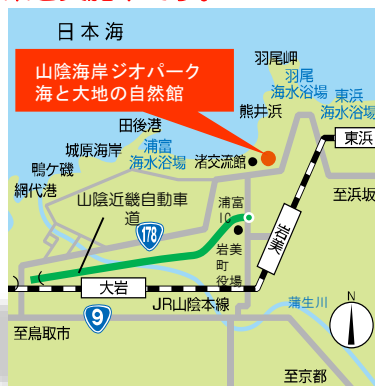 日本海
羽尾岬
山陰海岸ジオパーク
海と大地の自然館
羽尾
海水浴場
東浜
海水浴場
熊井浜
田後港
東浜
城原海岸
浦富
海水浴場
渚交流館
鴨ケ磯
網代港
至浜坂
山陰近畿自動車
道
浦富
IC
178
岩美
岩美
町
役場
大岩
JR山陰本線
蒲生川
N
9
至鳥取市
至京都